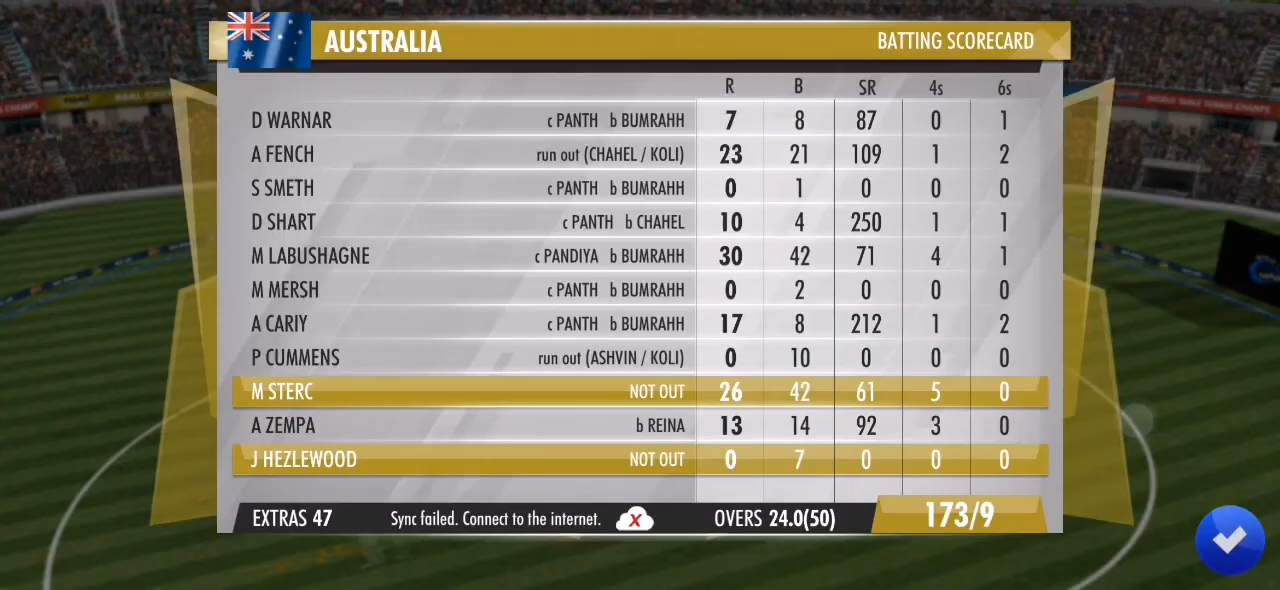 AUSTRALIA BATTING SCORECARD
R B SR 4s 6s
D WARNAR c PANTH b BUMRAHH 7 8 87 0 1
A FENCH run out (CHAHEL / KOLI) 23 21 109 1 2
S SMETH c PANTH b BUMRAHH 0 1 0 0 0
D SHART c PANTH b CHAHEL 10 4 250 1 1
M LABUSHAGNE c PANDIYA b BUMRAHH 30 42 71 4 1
M MERSH c PANTH b BUMRAHH 0 2 0 0 0
A CARIY c PANTH b BUMRAHH 17 8 212 1 2
P CUMMENS run out (ASHVIN / KOLI) 0 10 0 0 0
M STERC NOT OUT 26 42 61 5 0
A ZEMPA b REINA 13 14 92 3 0
J HEZLEWOOD NOT OUT 0 7 0 0 0
EXTRAS 47 Sync failed. Connect to the internet. X OVERS 24.0(50) 173/9